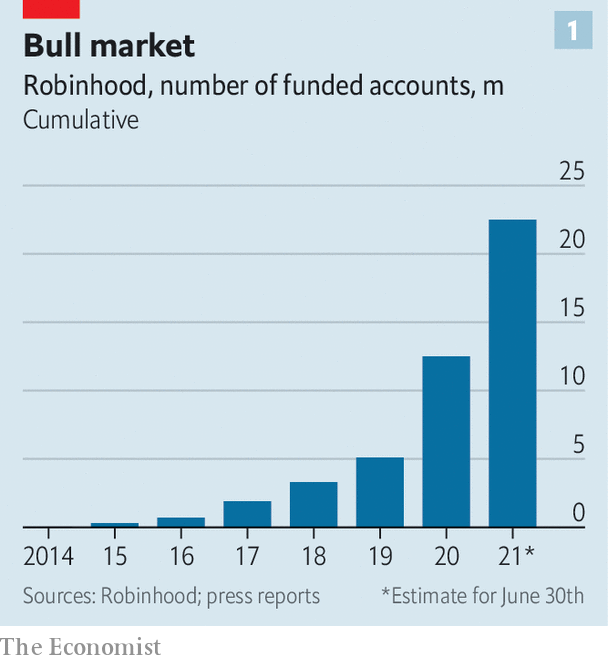 Bull market
1
Robinhood, number of funded accounts, m
Cumulative
25
20
15
10
5
0
2014 15 16 17 18 19 20 21*
Sources: Robinhood; press reports *Estimate for June 30th
The Economist